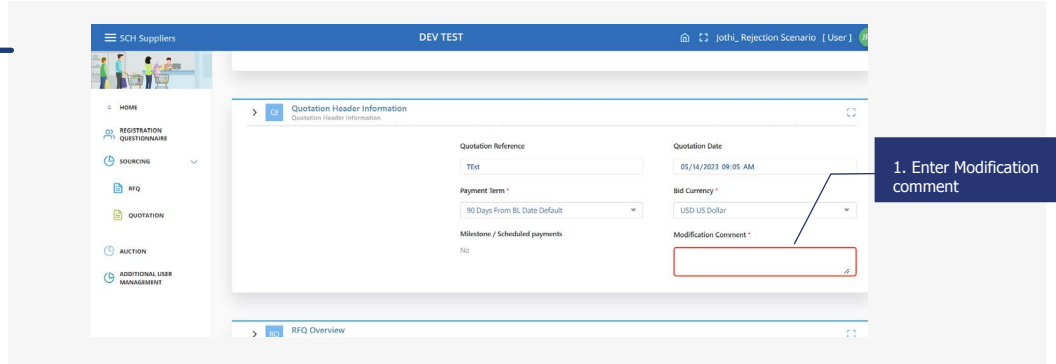 SCH Suppliers
DEV TEST
Jothi_ Rejection Scenario [ User ]
HOME
REGISTRATION
QUESTIONNAIRE
SOURCING
RFQ
QUOTATION
AUCTION
ADDITIONAL USER
MANAGEMENT
QI
Quotation Header Information
Quotation Header Information
Quotation Reference
Quotation Date
TEst
05/14/2023 09:05 AM
Payment Term *
Bid Currency *
90 Days From BL Date Default
USD-US Dollar
Milestone / Scheduled payments
Modification Comment *
No
RO
RFQ Overview
1. Enter Modification
comment